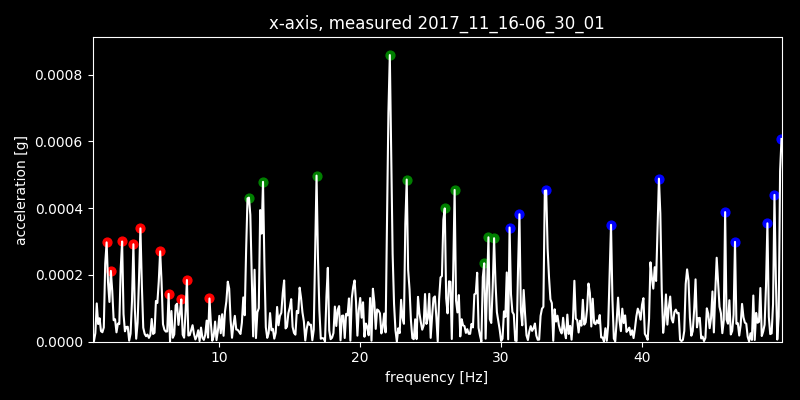 x-axis, measured 2017_11_16-06_30_01
acceleration [g]
0.0008
0.0006
0.0004
0.0002
0.0000
10 20 30 40
frequency [Hz]